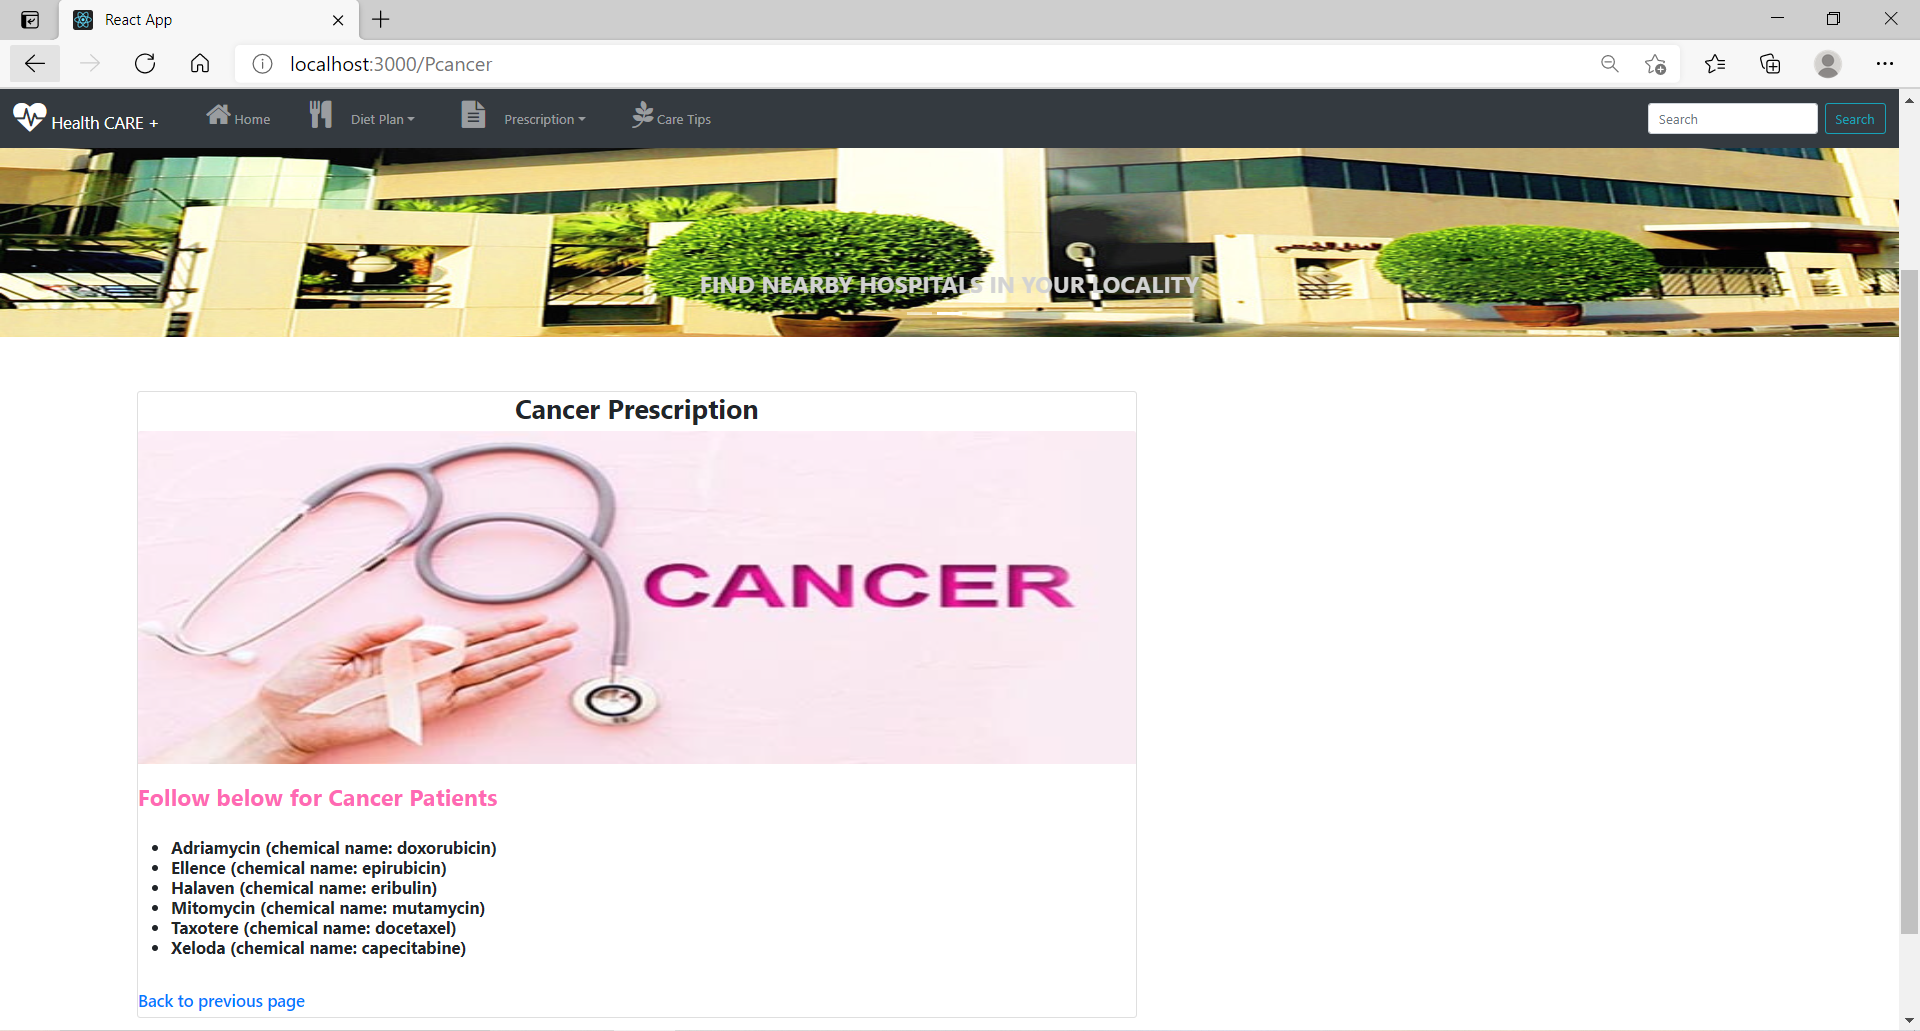 React App
localhost:3000/Pcancer
Health CARE +
Home
Diet Plan
Prescription
Care Tips
Search
Search
FIND NEARBY HOSPITALS IN YOUR LOCALITY
Cancer Prescription
CANCER
Follow below for Cancer Patients
• Adriamycin (chemical name: doxorubicin)
• Ellence (chemical name: epirubicin)
• Halaven (chemical name: eribulin)
• Mitomycin (chemical name: mutamycin)
• Taxotere (chemical name: docetaxel)
• Xeloda (chemical name: capecitabine)
Back to previous page